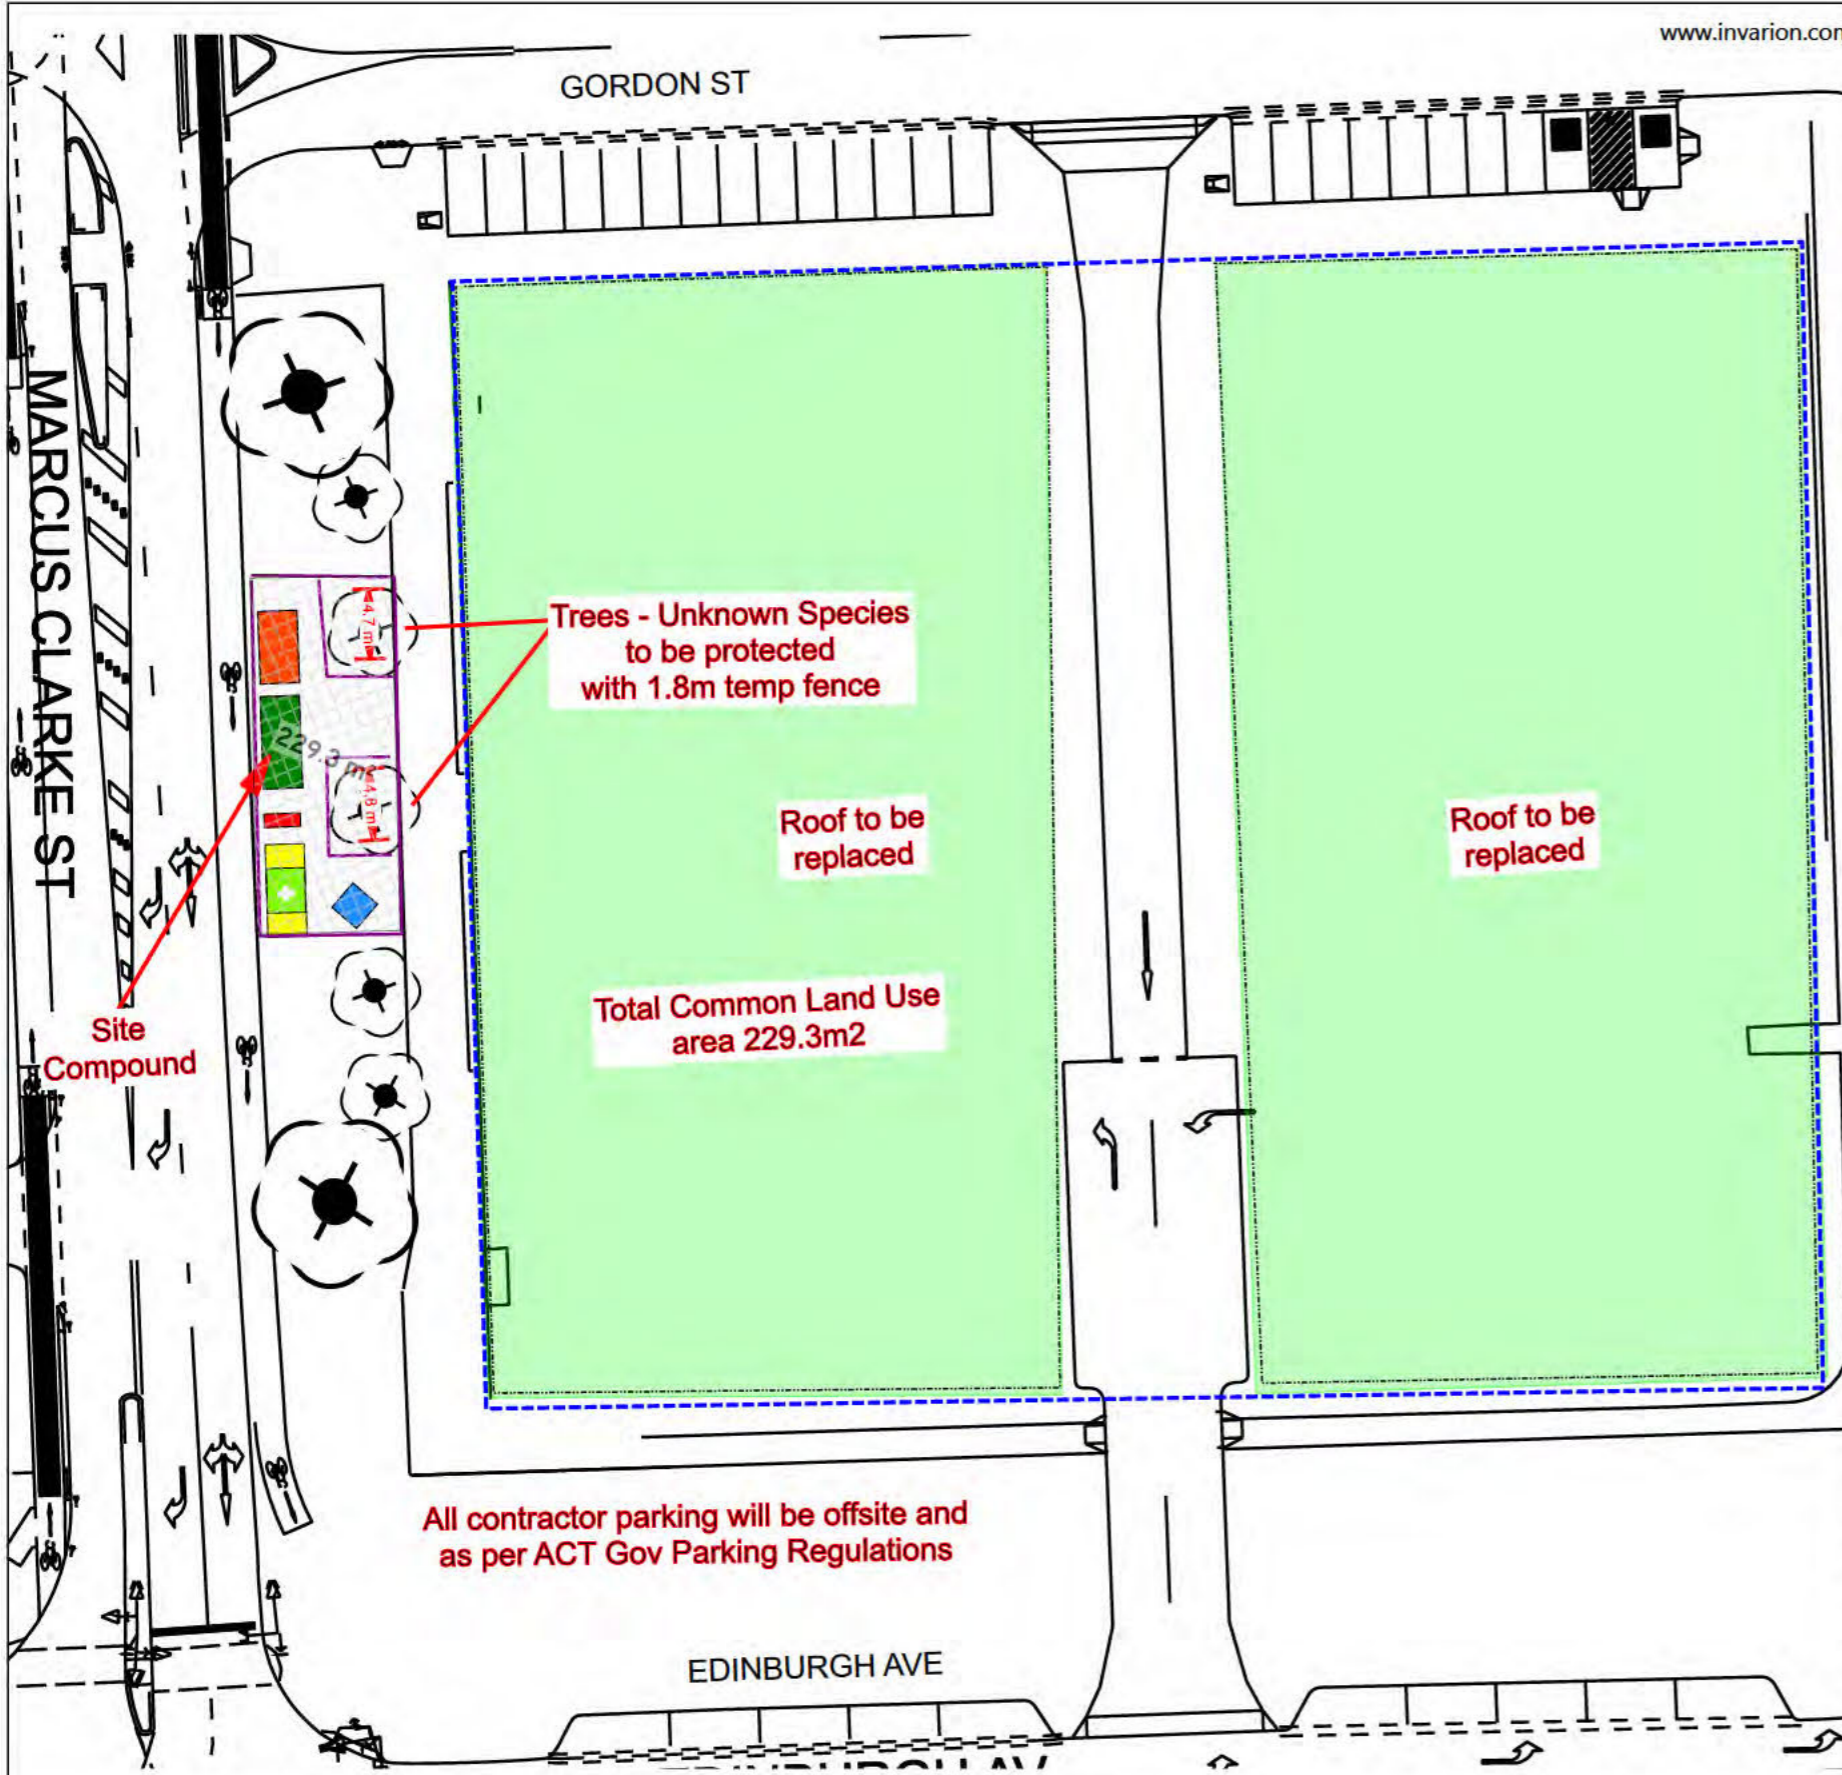 www.invarion.com
GORDON ST
MARCUS CLARKE ST
Trees - Unknown Species
to be protected
with 1.8m temp fence
4.7 m
229.3 m²
4.8 m
Roof to be
replaced
Roof to be
replaced
Total Common Land Use
area 229.3m2
Site
Compound
All contractor parking will be offsite and
as per ACT Gov Parking Regulations
EDINBURGH AVE
EDINBURGH AV